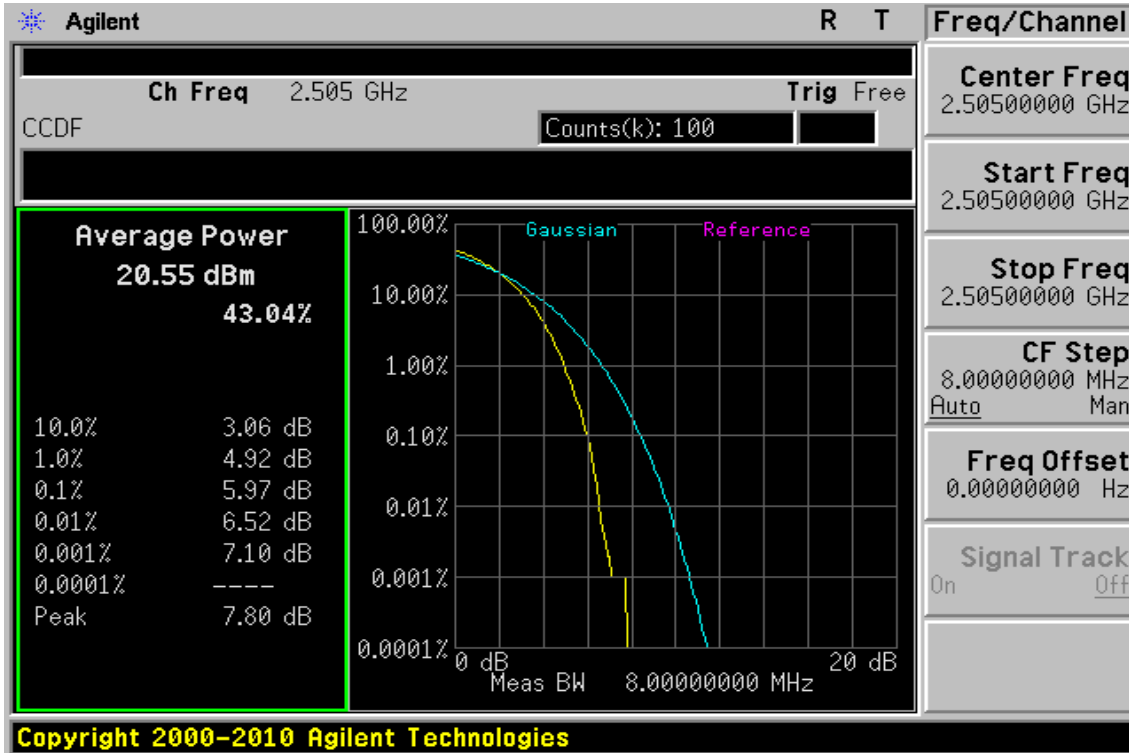 Agilent R T Freq/Channel
Ch Freq 2.505 GHz Trig Free
CCDF Counts(k): 100
Average Power
20.55 dBm
43.04%
10.0% 3.06 dB
1.0% 4.92 dB
0.1% 5.97 dB
0.01% 6.52 dB
0.001% 7.10 dB
0.0001% ----
Peak 7.80 dB
Gaussian Reference
100.00%
10.00%
1.00%
0.10%
0.01%
0.001%
0.0001%
0 dB 20 dB
Meas BW 8.00000000 MHz
Center Freq
2.50500000 GHz
Start Freq
2.50500000 GHz
Stop Freq
2.50500000 GHz
CF Step
8.00000000 MHz
Auto Man
Freq Offset
0.00000000 Hz
Signal Track
On Off
Copyright 2000-2010 Agilent Technologies